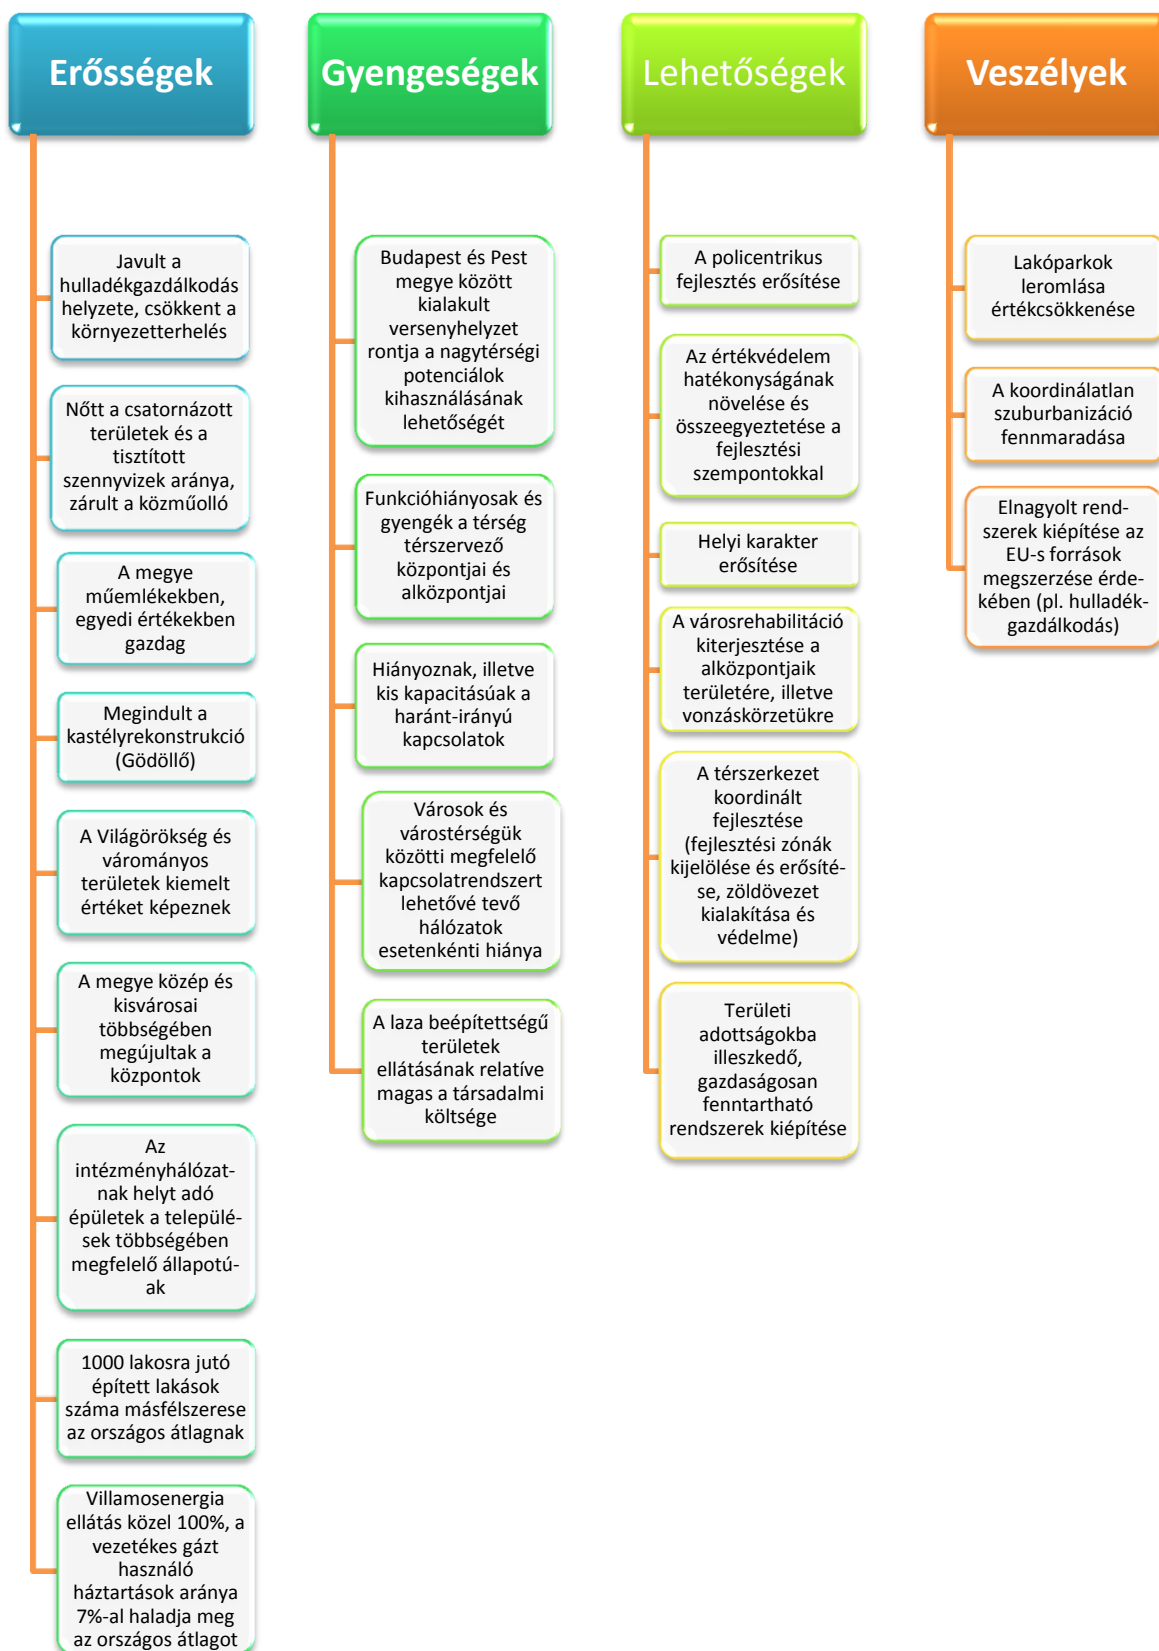 Erősségek
Javult a
hulladékgazdálkodás
helyzete, csökkent a
környezetterhelés
Nőtt a csatornázott
területek és a
tisztított
szennyvizek aránya,
zárult a közműolló
A megye
műemlékekben,
egyedi értékekben
gazdag
Megindult a
kastélyrekonstrukció
(Gödöllő)
A Világörökség és
várományos
területek kiemelt
értéket képeznek
A megye közép és
kisvárosai
többségében
megújultak a
központok
Az
intézményhálózat-
nak helyt adó
épületek a települé-
sek többségében
megfelelő állapotú-
ak
1000 lakosra jutó
épített lakások
száma másfélszerese
az országos átlagnak
Villamosenergia
ellátás közel 100%, a
vezetékes gázt
használó
háztartások aránya
7%-al haladja meg
az országos átlagot
Gyengeségek
Budapest és Pest
megye között
kialakult
versenyhelyzet
rontja a nagytérségi
potenciálok
kihasználásának
lehetőségét
Funkcióhiányosak és
gyengék a térség
térszervező
központjai és
alközpontjai
Hiányoznak, illetve
kis kapacitásúak a
haránt-irányú
kapcsolatok
Városok és
várostérségük
közötti megfelelő
kapcsolatrendszert
lehetővé tevő
hálózatok
esetenkénti hiánya
A laza beépítettségű
területek
ellátásának relatíve
magas a társadalmi
költsége
Lehetőségek
A policentrikus
fejlesztés erősítése
Az értékvédelem
hatékonyságának
növelése és
összeegyeztetése a
fejlesztési
szempontokkal
Helyi karakter
erősítése
A városrehabilitáció
kiterjesztése a
alközpontjaik
területére, illetve
vonzáskörzetükre
A térszerkezet
koordinált
fejlesztése
(fejlesztési zónák
kijelölése és erősíté-
se, zöldövezet
kialakítása és
védelme)
Területi
adottságokba
illeszkedő,
gazdaságosan
fenntartható
rendszerek kiépítése
Veszélyek
Lakóparkok
leromlása
értékcsökkenése
A koordinálatlan
szuburbanizáció
fennmaradása
Elnagyolt rend-
szerek kiépítése az
EU-s források
megszerzése érde-
kében (pl. hulladék-
gazdálkodás)